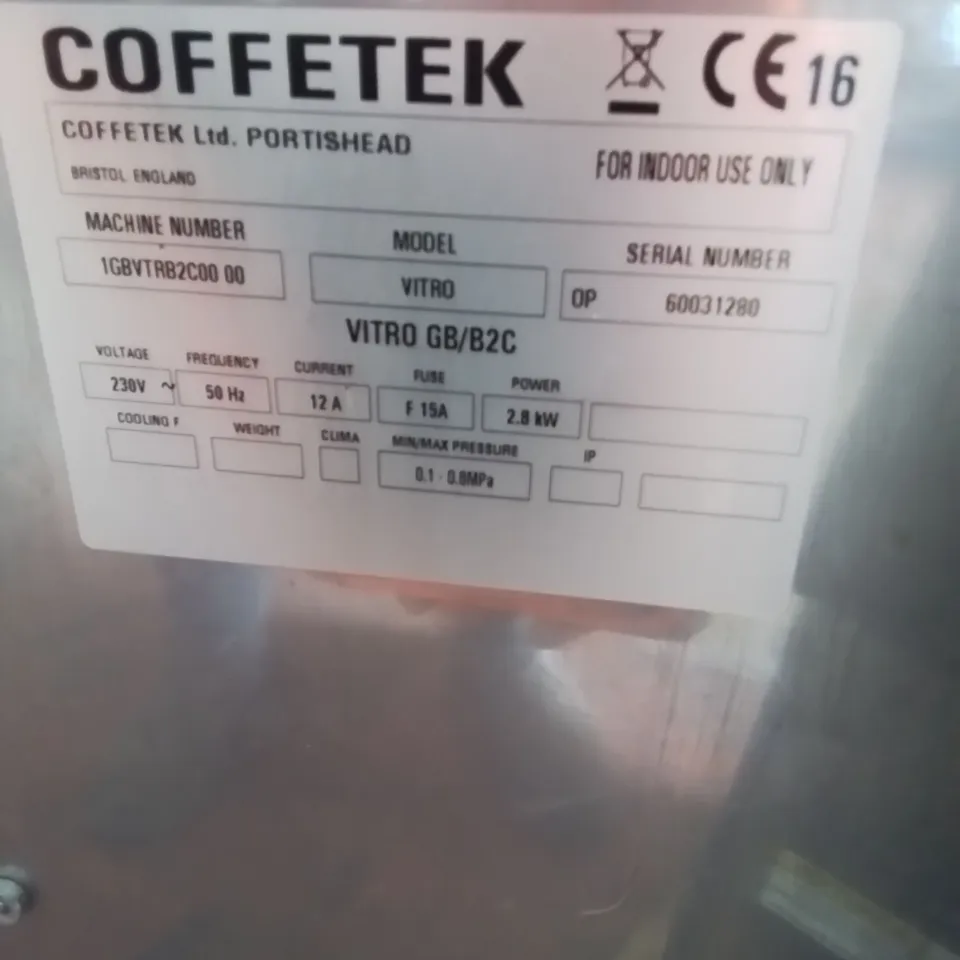 COFFETEK CE 16
COFFETEK Ltd. PORTISHEAD
FOR INDOOR USE ONLY
BRISTOL ENGLAND
MACHINE NUMBER MODEL SERIAL NUMBER
1GBVTRB2C00 00 VITRO OP 60031280
VITRO GB/B2C
VOLTAGE FREQUENCY CURRENT FUSE POWER
230V ~ 50 Hz 12 A F 15A 2.8 kW
COOLING F WEIGHT CLIMA MIN/MAX PRESSURE IP
0.1 - 0.8MPa